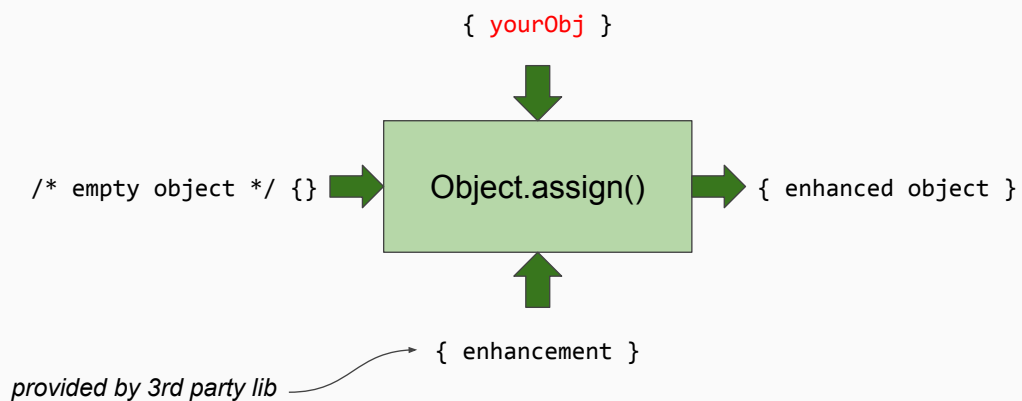 { yourObj }
/* empty object */ {}
Object.assign()
{ enhanced object }
{ enhancement }
provided by 3rd party lib